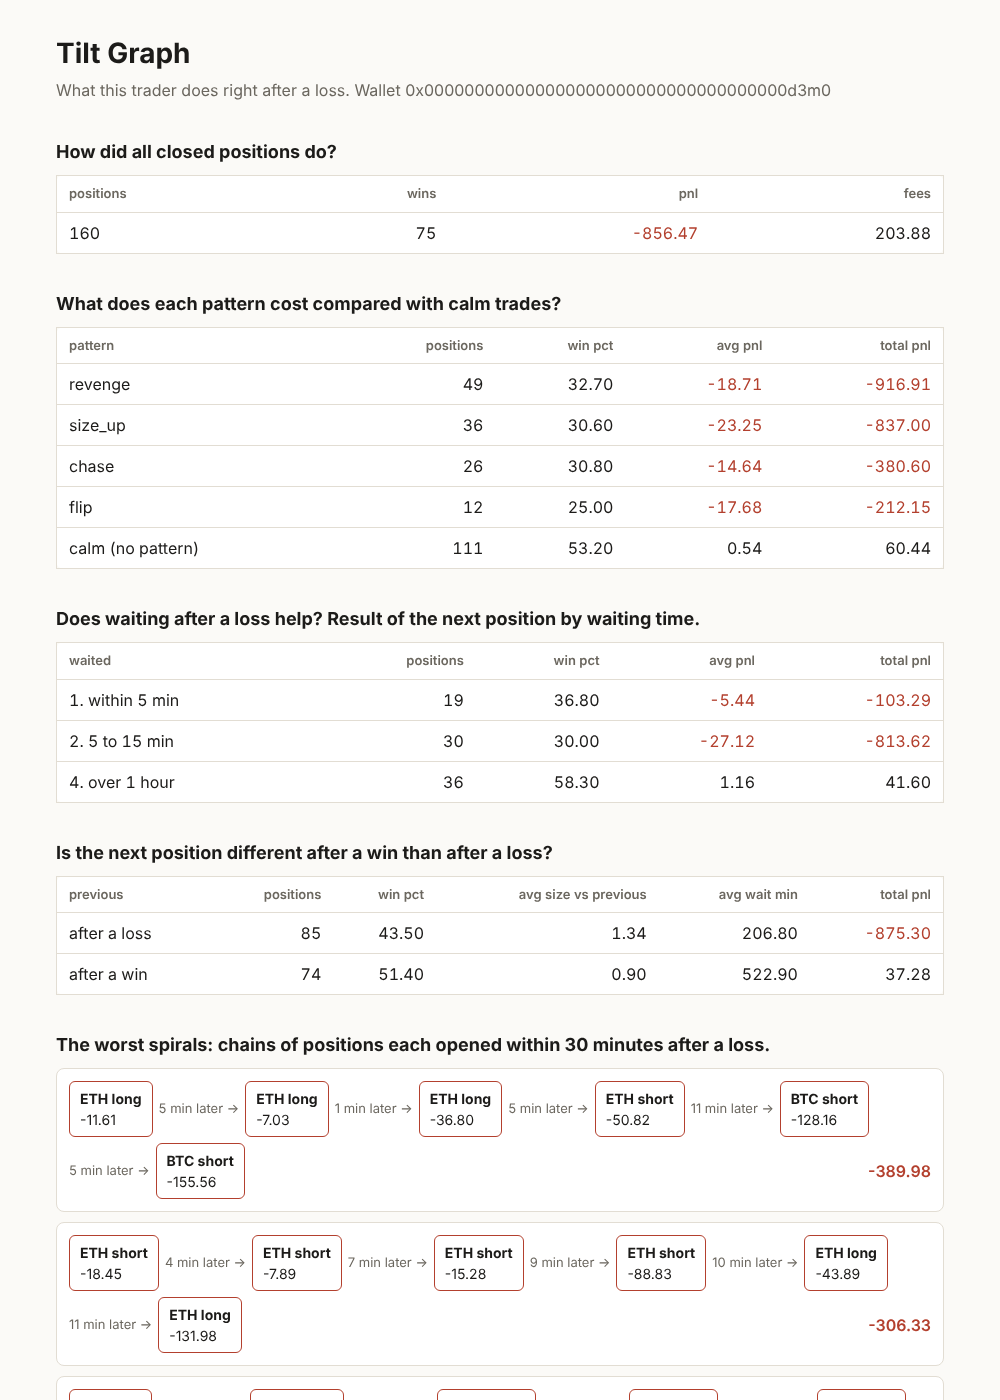 Tilt Graph
What this trader does right after a loss. Wallet 0x000000000000000000000000000000000000d3m0
How did all closed positions do?
positions wins pnl fees
160 75 -856.47 203.88
What does each pattern cost compared with calm trades?
pattern positions win pct avg pnl total pnl
revenge 49 32.70 -18.71 -916.91
size_up 36 30.60 -23.25 -837.00
chase 26 30.80 -14.64 -380.60
flip 12 25.00 -17.68 -212.15
calm (no pattern) 111 53.20 0.54 60.44
Does waiting after a loss help? Result of the next position by waiting time.
waited positions win pct avg pnl total pnl
1. within 5 min 19 36.80 -5.44 -103.29
2. 5 to 15 min 30 30.00 -27.12 -813.62
4. over 1 hour 36 58.30 1.16 41.60
Is the next position different after a win than after a loss?
previous positions win pct avg size vs previous avg wait min total pnl
after a loss 85 43.50 1.34 206.80 -875.30
after a win 74 51.40 0.90 522.90 37.28
The worst spirals: chains of positions each opened within 30 minutes after a loss.
ETH long ETH long ETH long ETH short BTC short
5 min later → 1 min later → 5 min later → 11 min later →
-11.61 -7.03 -36.80 -50.82 -128.16
BTC short
5 min later → -389.98
-155.56
ETH short ETH short ETH short ETH short ETH long
4 min later → 7 min later → 9 min later → 10 min later →
-18.45 -7.89 -15.28 -88.83 -43.89
ETH long
11 min later → -306.33
-131.98